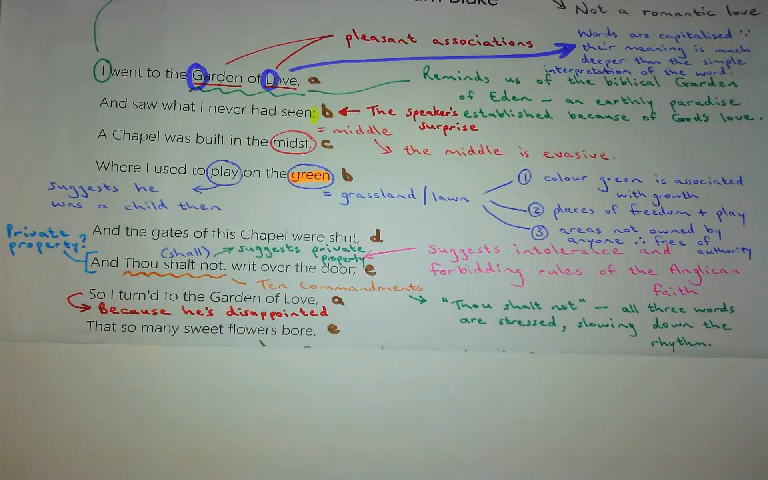 Blake
Not a romantic love
pleasant associations
Words are capitalised ∵
their meaning is much
deeper than the simple
interpretation of the word.
I went to the Garden of Love, a
Reminds us of the biblical Garden
of Eden – an earthly paradise
established because of God's love.
And saw what I never had seen: b
The speaker's
surprise
= middle
A Chapel was built in the midst, c
the middle is evasive.
Where I used to play on the green b
suggests he
was a child then
= grassland / lawn
① colour green is associated
with growth
② places of freedom + play
③ areas not owned by
anyone ∴ free of
authority
And the gates of this Chapel were shut, d
Private
property?
(shall)
suggests private
property
And Thou shalt not. writ over the door; e
Suggests intolerance and
forbidding rules of the Anglican
faith
Ten Commandments
So I turn'd to the Garden of Love, a
Because he's disappointed
"Thou shalt not" – all three words
are stressed, slowing down the
rhythm.
That so many sweet flowers bore. e